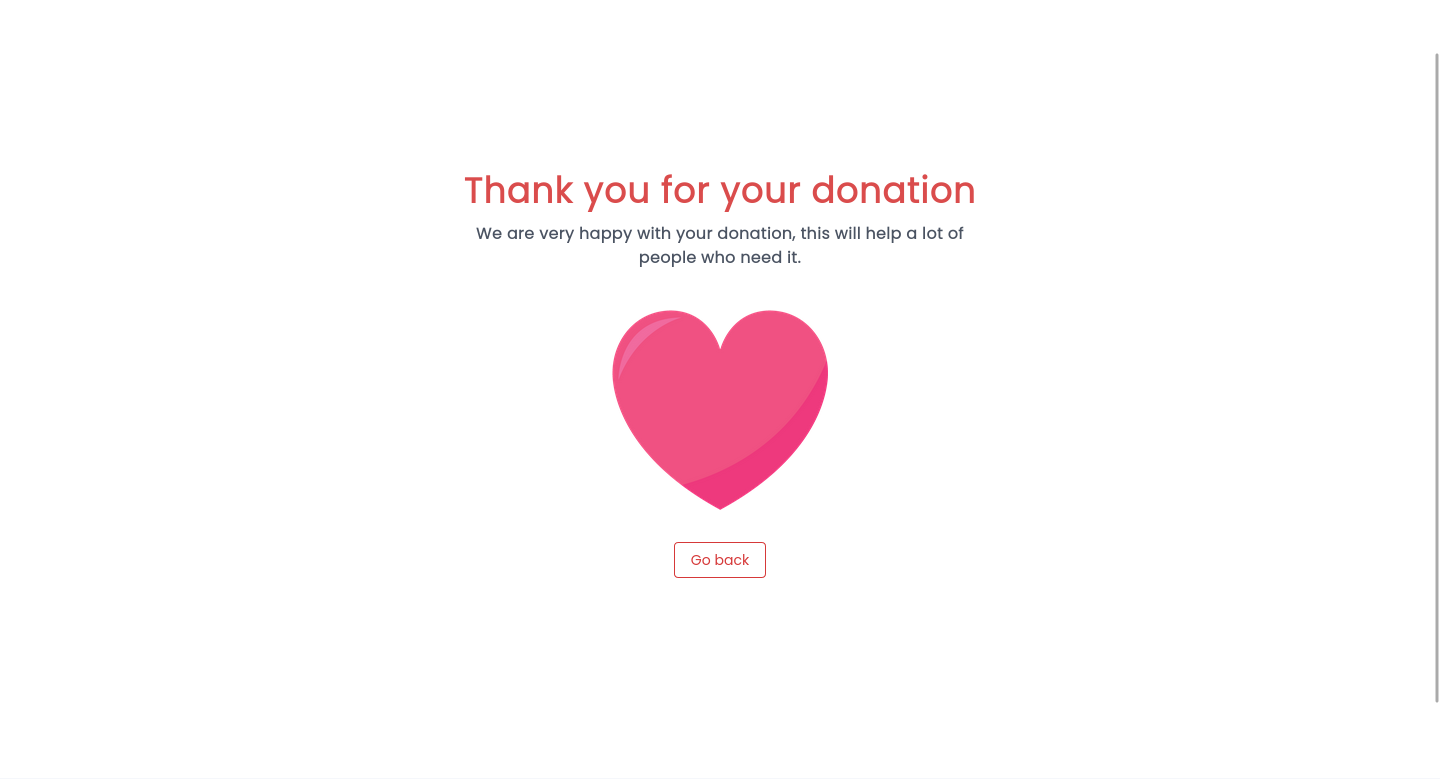 Thank you for your donation
We are very happy with your donation, this will help a lot of
people who need it.
Go back